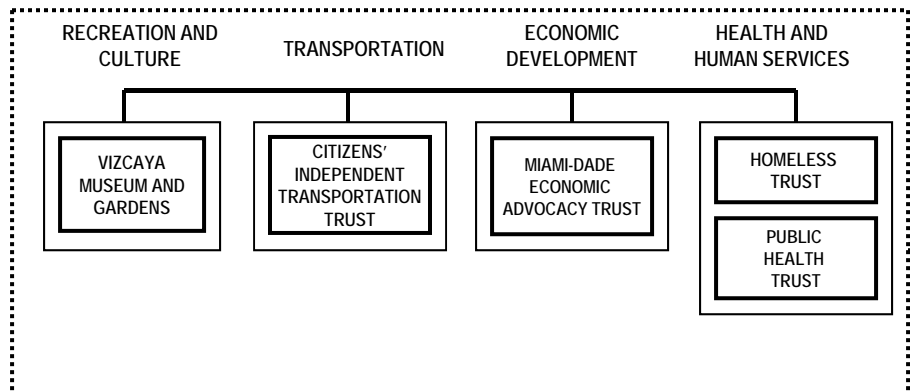 RECREATION AND
CULTURE
TRANSPORTATION
ECONOMIC
DEVELOPMENT
HEALTH AND
HUMAN SERVICES
VIZCAYA
MUSEUM AND
GARDENS
CITIZENS'
INDEPENDENT
TRANSPORTATION
TRUST
MIAMI-DADE
ECONOMIC
ADVOCACY TRUST
HOMELESS
TRUST
PUBLIC
HEALTH
TRUST